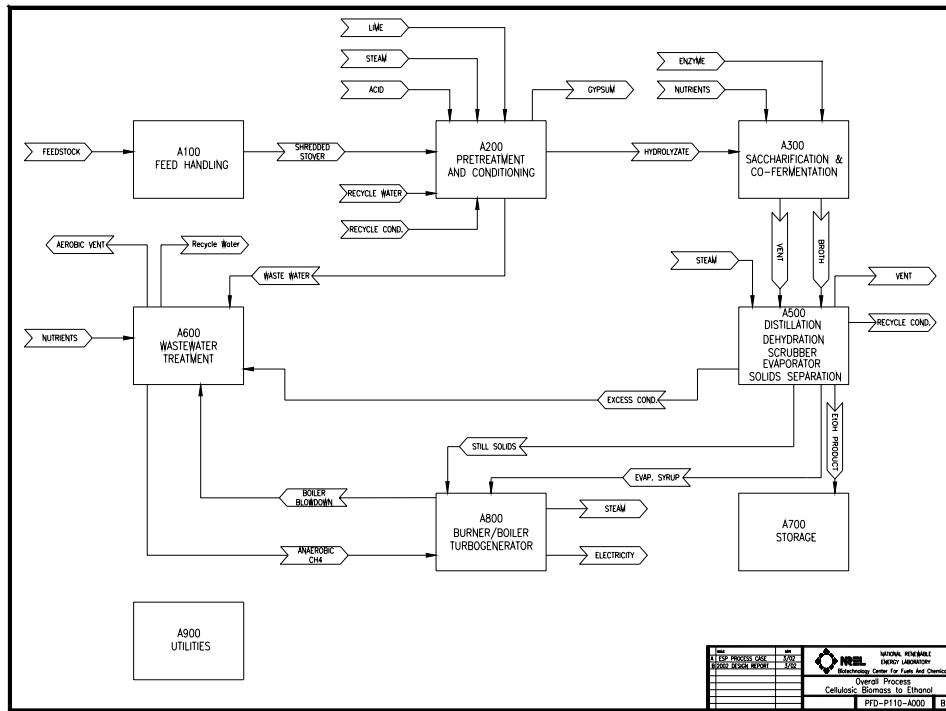 LIME
STEAM
ACID
GYPSUM
ENZYME
NUTRIENTS
FEEDSTOCK
A100
FEED HANDLING
SHREDDED
STOVER
A200
PRETREATMENT
AND CONDITIONING
HYDROLYZATE
A300
SACCHARIFICATION &
CO-FERMENTATION
RECYCLE WATER
RECYCLE COND.
AEROBIC VENT
Recycle Water
WASTE WATER
STEAM
VENT
BROTH
VENT
NUTRIENTS
A600
WASTEWATER
TREATMENT
A500
DISTILLATION
DEHYDRATION
SCRUBBER
EVAPORATOR
SOLIDS SEPARATION
RECYCLE COND.
EXCESS COND.
EtOH PRODUCT
STILL SOLIDS
EVAP. SYRUP
BOILER
BLOWDOWN
A800
BURNER/BOILER
TURBOGENERATOR
STEAM
ELECTRICITY
A700
STORAGE
ANAEROBIC
CH4
A900
UTILITIES
A ESP PROCESS CASE 3/02
B 2002 DESIGN REPORT 3/02
NREL
NATIONAL RENEWABLE
ENERGY LABORATORY
Biotechnology Center For Fuels And Chemic
Overall Process
Cellulosic Biomass to Ethanol
PFD-P110-A000 B